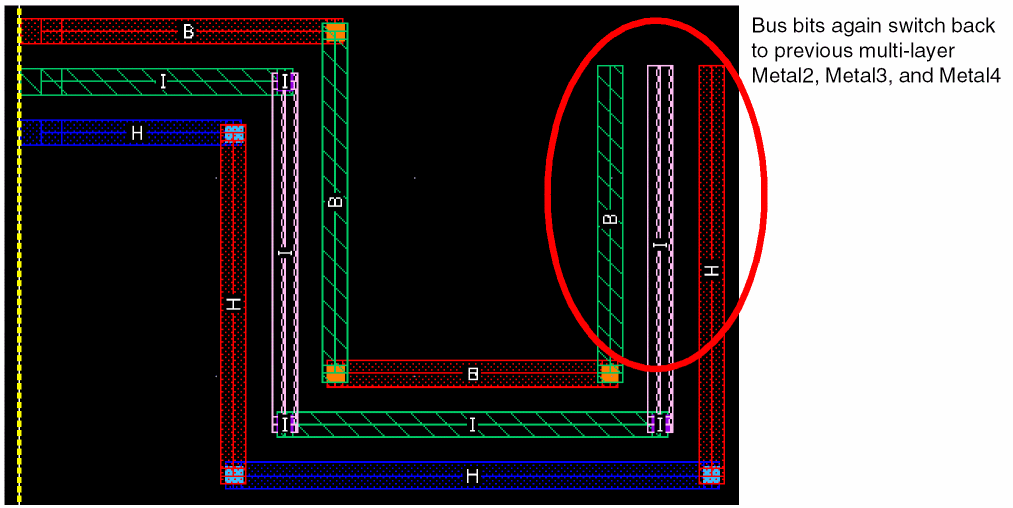 Bus bits again switch back
to previous multi-layer
Metal2, Metal3, and Metal4
B
I
I
H
B
B
I
I
H
H
B
I
I
I
H